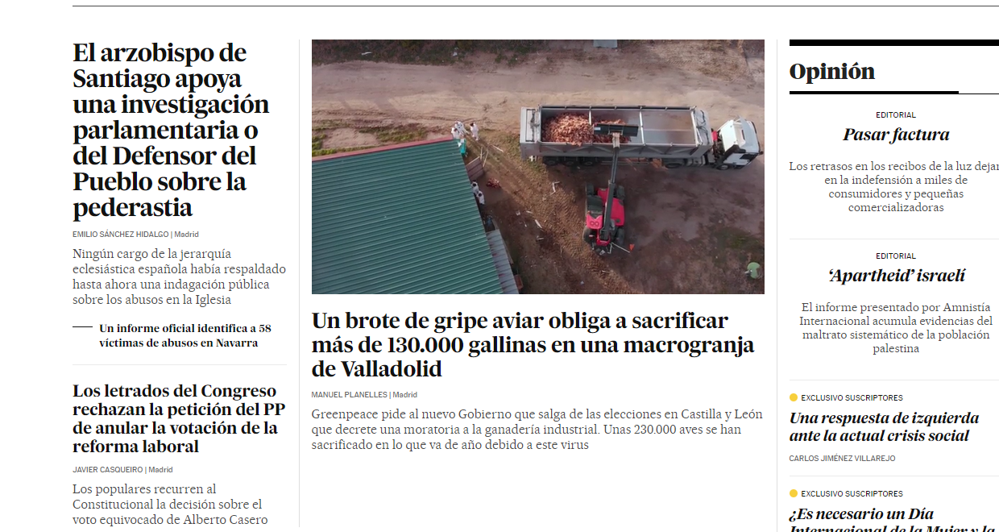 El arzobispo de
Santiago apoya
una investigación
parlamentaria o
del Defensor del
Pueblo sobre la
pederastia
EMILIO SÁNCHEZ HIDALGO | Madrid
Ningún cargo de la jerarquía
eclesiástica española había respaldado
hasta ahora una indagación pública
sobre los abusos en la Iglesia
Un informe oficial identifica a 58
víctimas de abusos en Navarra
Los letrados del Congreso
rechazan la petición del PP
de anular la votación de la
reforma laboral
JAVIER CASQUEIRO | Madrid
Los populares recurren al
Constitucional la decisión sobre el
voto equivocado de Alberto Casero
Un brote de gripe aviar obliga a sacrificar
más de 130.000 gallinas en una macrogranja
de Valladolid
MANUEL PLANELLES | Madrid
Greenpeace pide al nuevo Gobierno que salga de las elecciones en Castilla y León
que decrete una moratoria a la ganadería industrial. Unas 230.000 aves se han
sacrificado en lo que va de año debido a este virus
Opinión
EDITORIAL
Pasar factura
Los retrasos en los recibos de la luz dejan
en la indefensión a miles de
consumidores y pequeñas
comercializadoras
EDITORIAL
‘Apartheid’ israelí
El informe presentado por Amnistía
Internacional acumula evidencias del
maltrato sistemático de la población
palestina
EXCLUSIVO SUSCRIPTORES
Una respuesta de izquierda
ante la actual crisis social
CARLOS JIMÉNEZ VILLAREJO
EXCLUSIVO SUSCRIPTORES
¿Es necesario un Día
Internacional de la Mujer y la